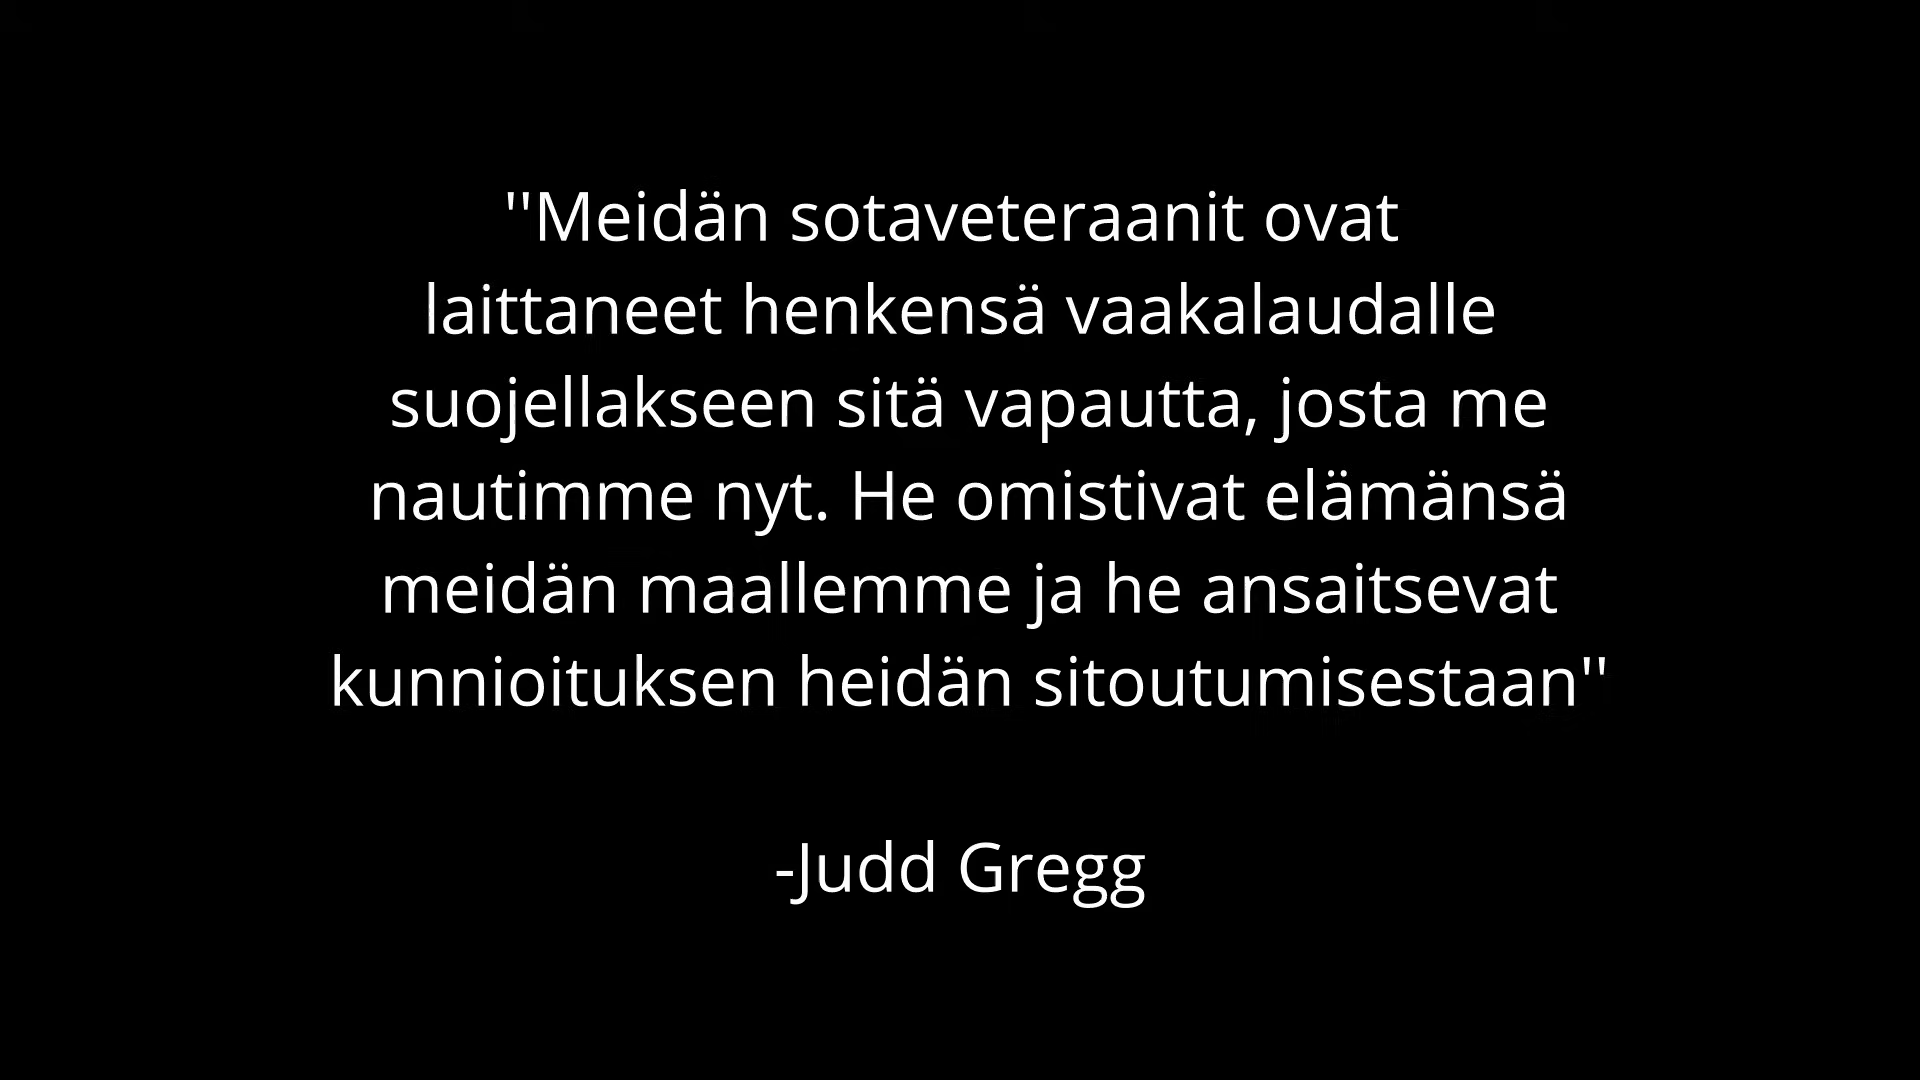 ''Meidän sotaveteraanit ovat
laittaneet henkensä vaakalaudalle
suojellakseen sitä vapautta, josta me
nautimme nyt. He omistivat elämänsä
meidän maallemme ja he ansaitsevat
kunnioituksen heidän sitoutumisestaan''
-Judd Gregg